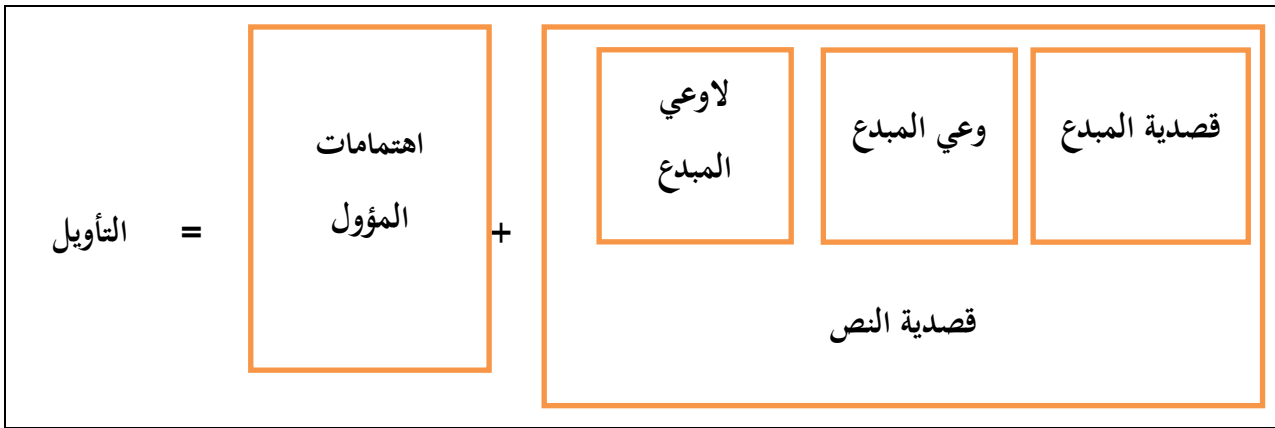 قصدية المبدع
وعي المبدع
لاوعي
المبدع
قصدية النص
+
اهتمامات
المؤول
=
التأويل